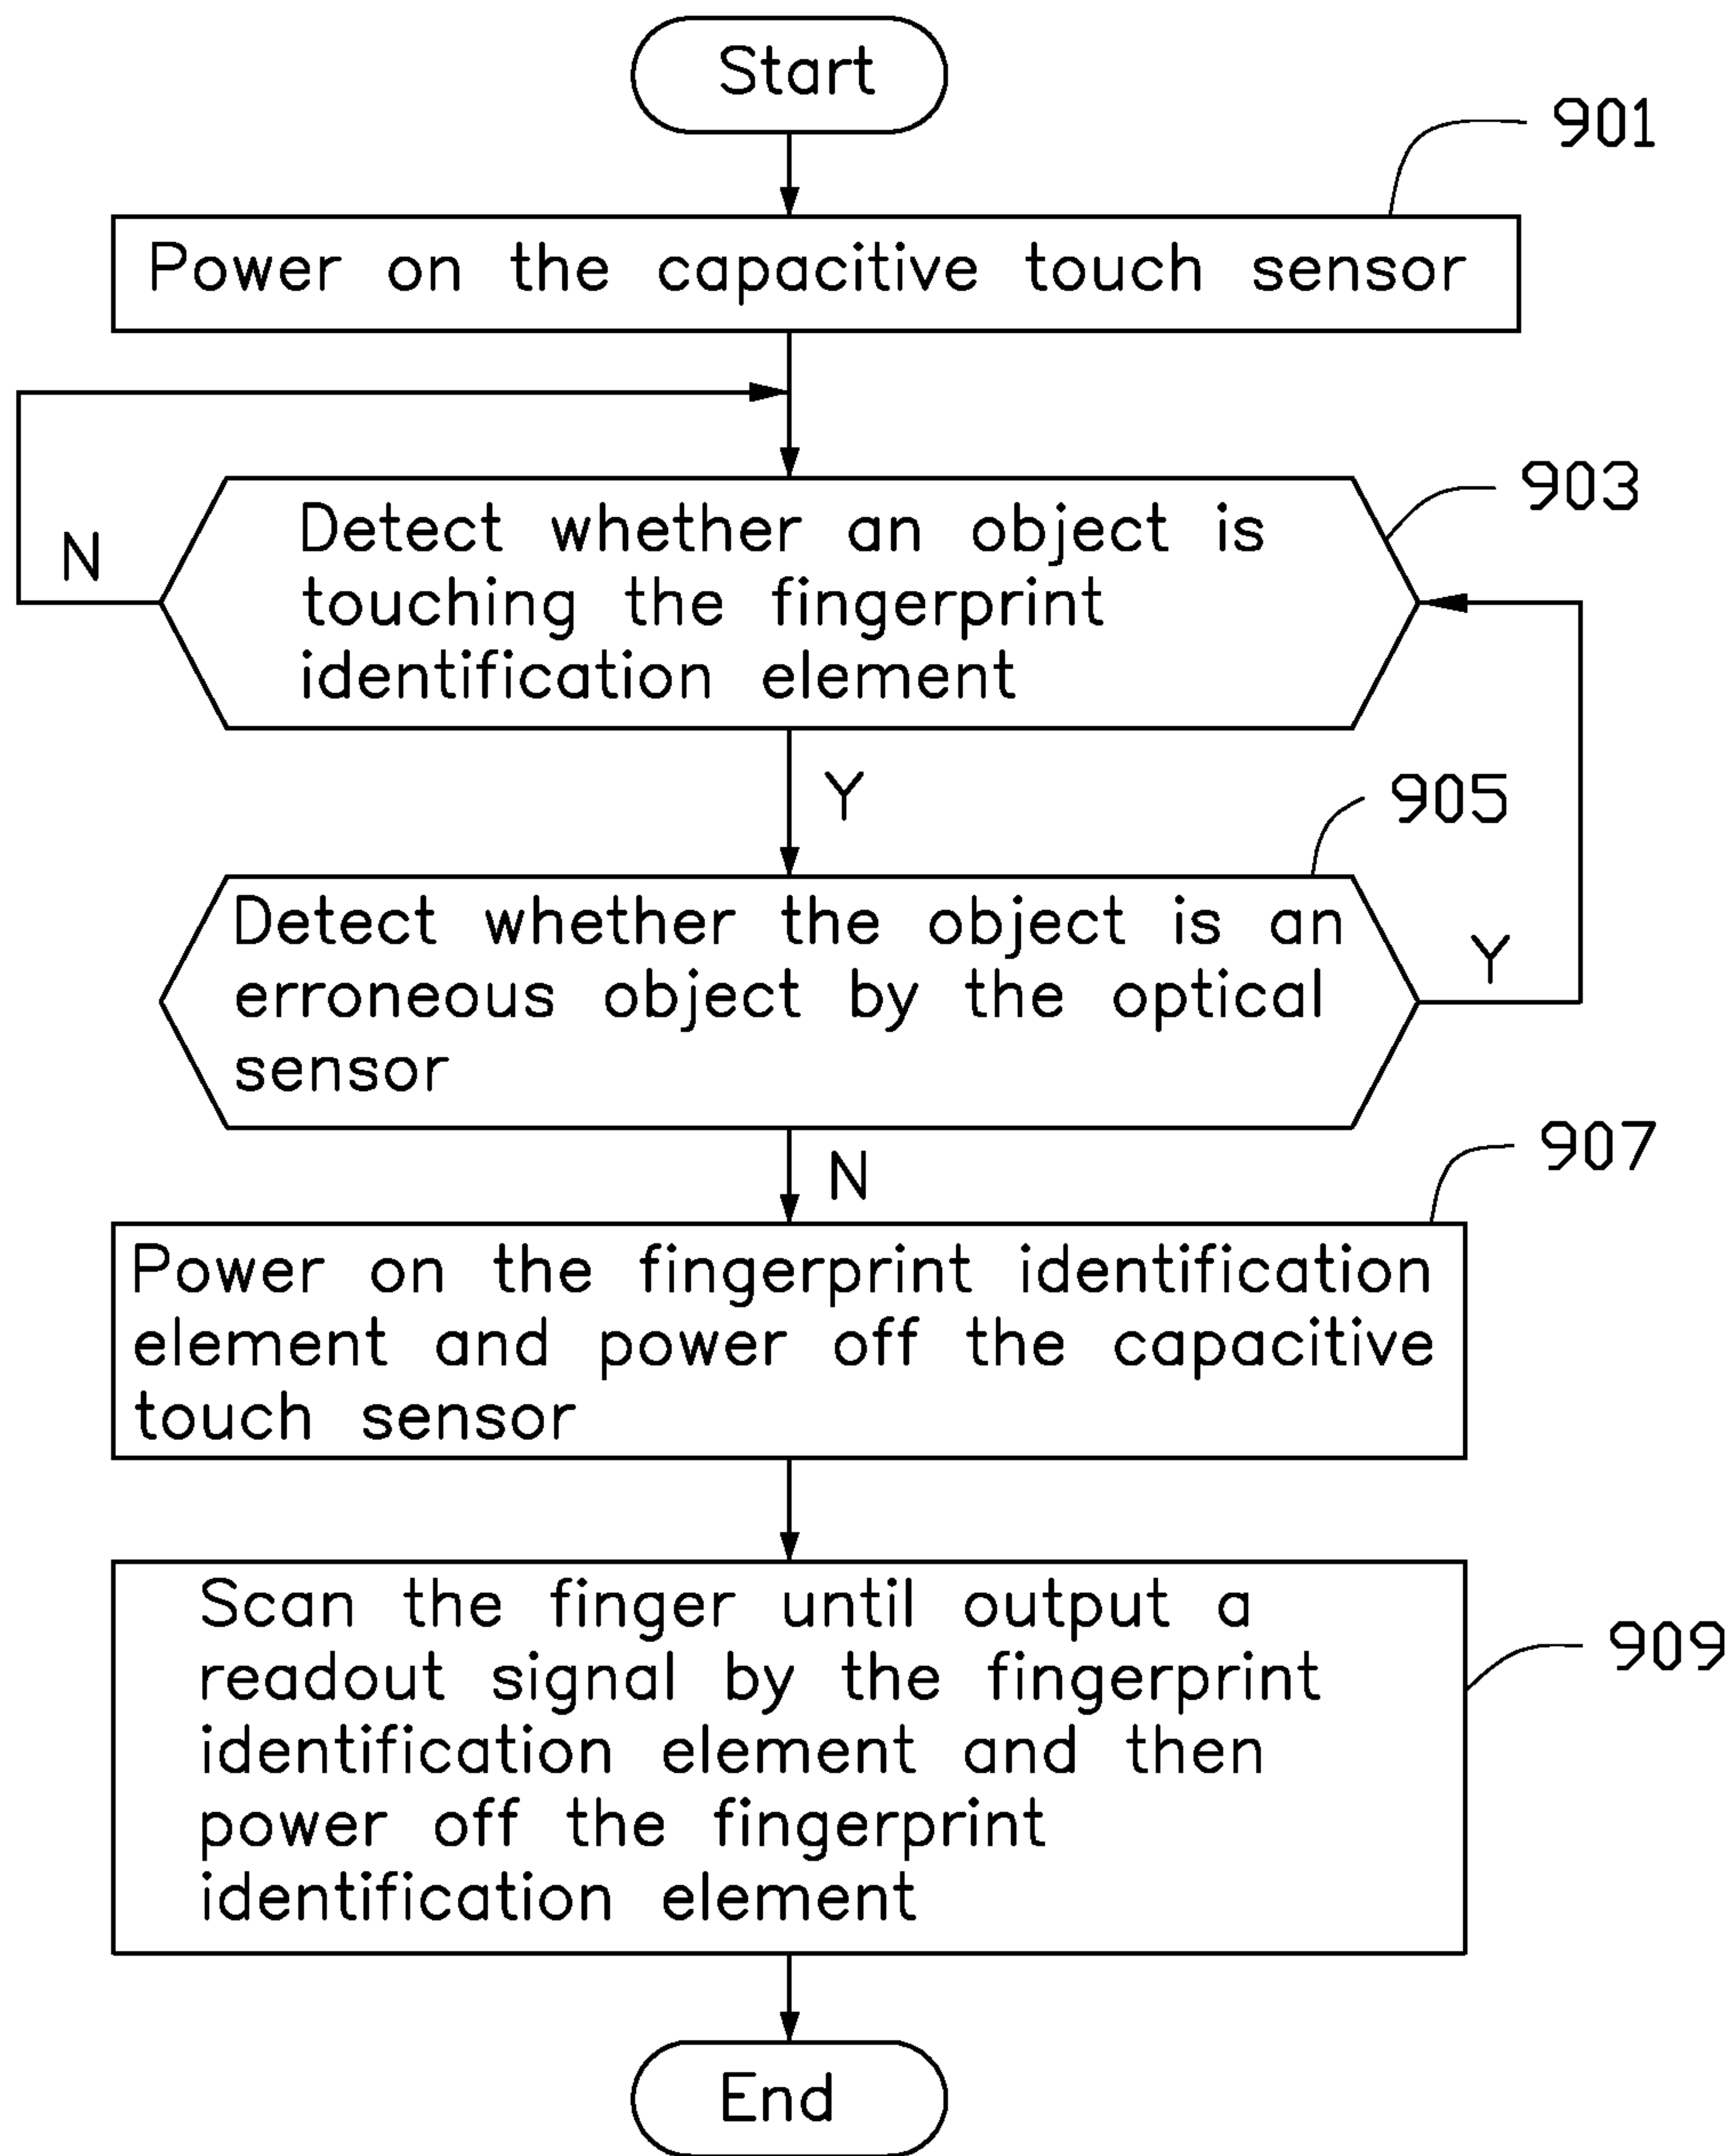 Start
901
Power on the capacitive touch sensor
903
Detect whether an object is
touching the fingerprint
identification element
N
Y
905
Detect whether the object is an
erroneous object by the optical
sensor
Y
N
907
Power on the fingerprint identification
element and power off the capacitive
touch sensor
Scan the finger until output a
readout signal by the fingerprint
identification element and then
power off the fingerprint
identification element
909
End